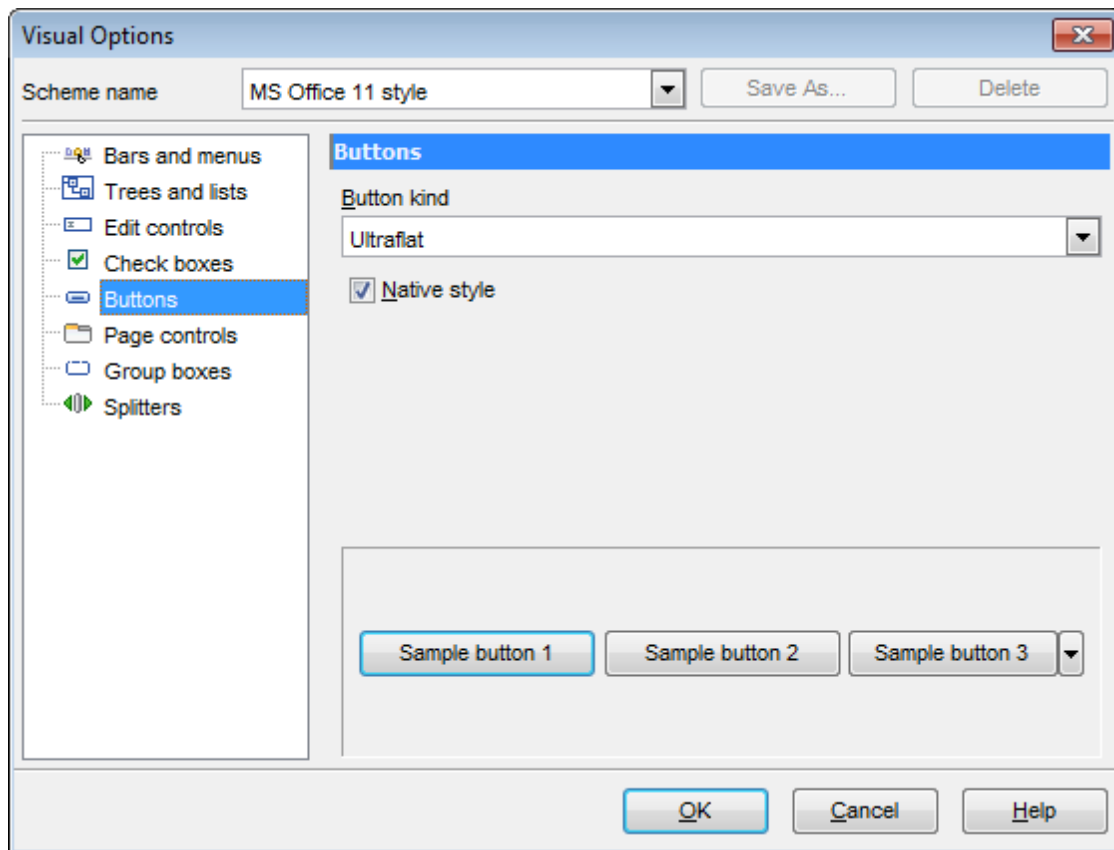 Visual Options
Scheme name
MS Office 11 style
Save As...
Delete
Bars and menus
Trees and lists
Edit controls
Check boxes
Buttons
Page controls
Group boxes
Splitters
Buttons
Button kind
Ultraflat
Native style
Sample button 1
Sample button 2
Sample button 3
OK
Cancel
Help